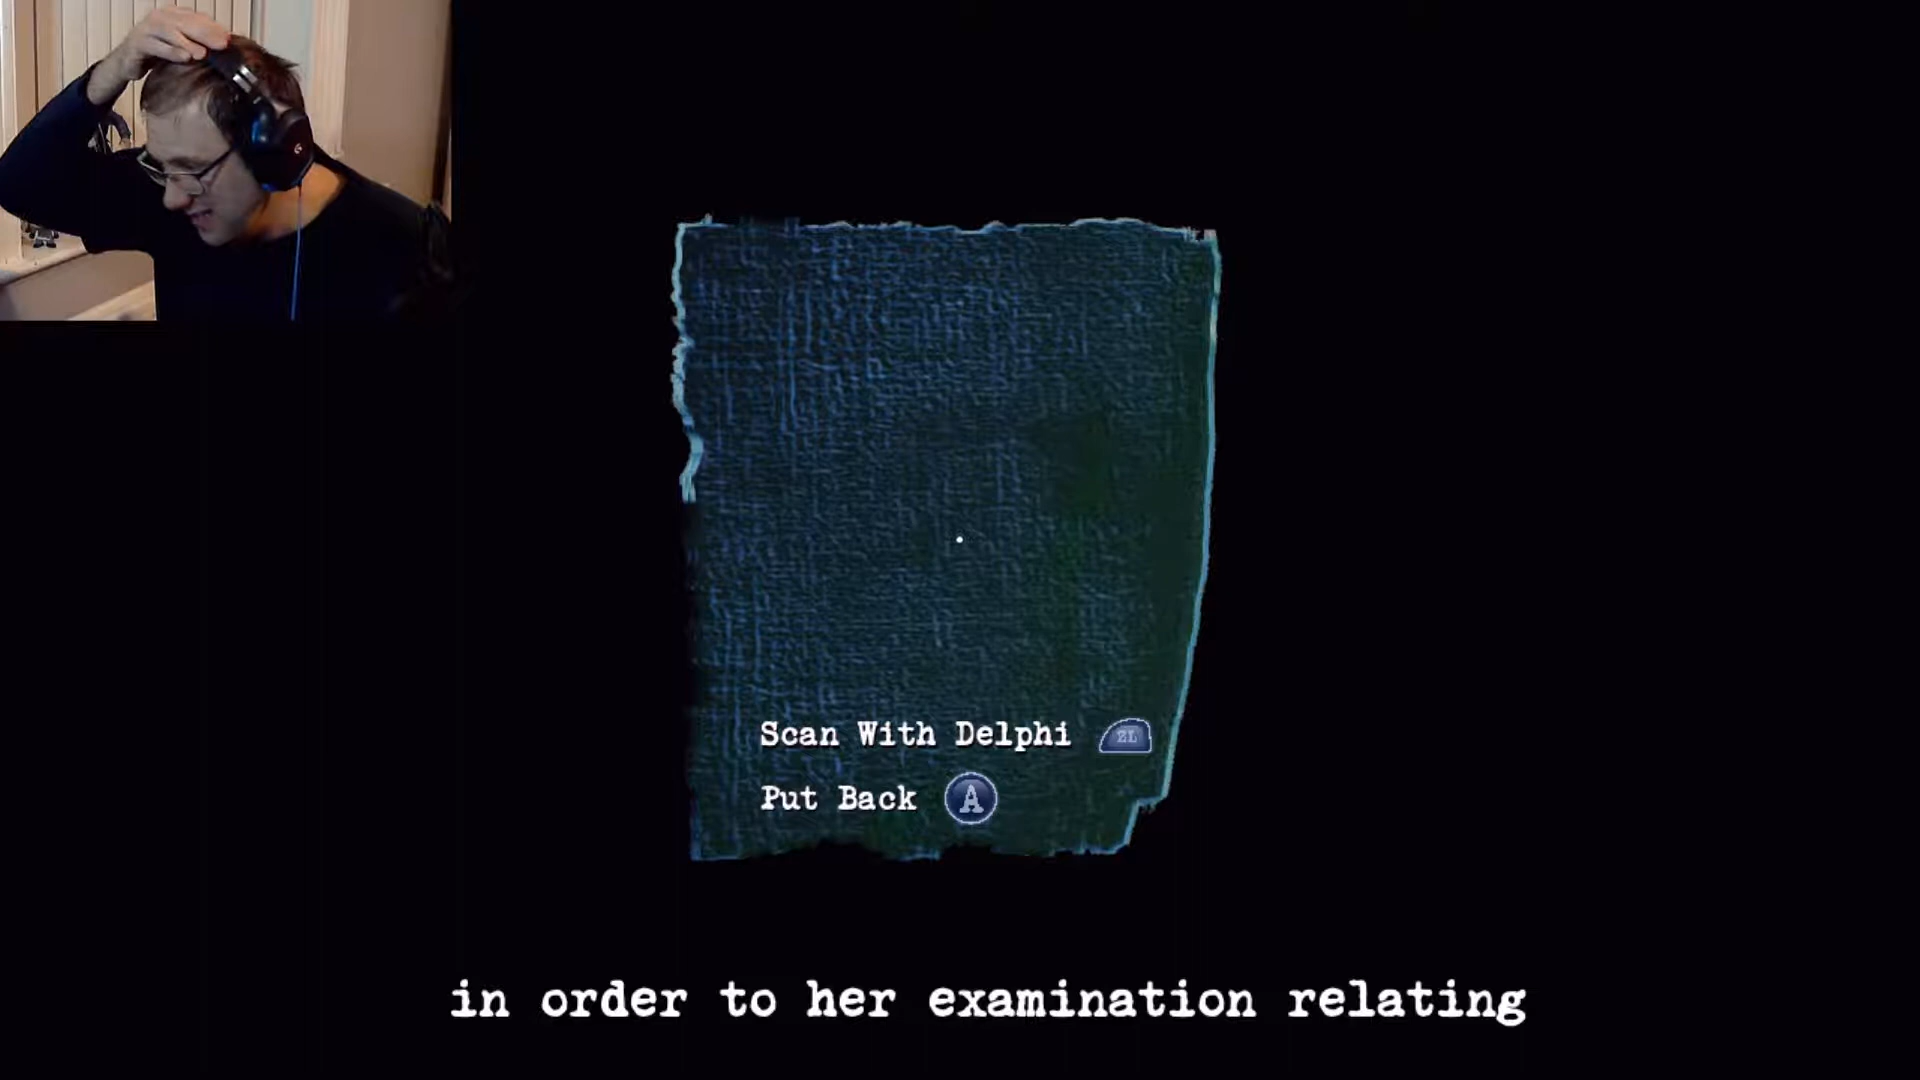 Scan With Delphi ZL
Put Back A
in order to her examination relating